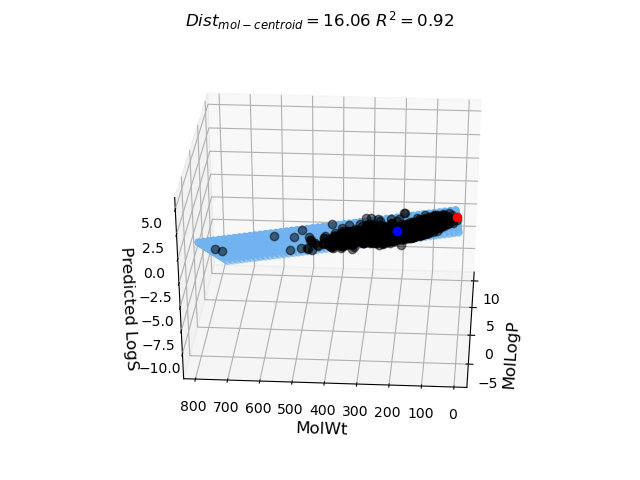 Dist_{mol-centroid} = 16.06 R^2 = 0.92
5.0
2.5
0.0
−2.5
−5.0
−7.5
−10.0
Predicted LogS
10
5
0
−5
MolLogP
800 700 600 500 400 300 200 100 0
MolWt